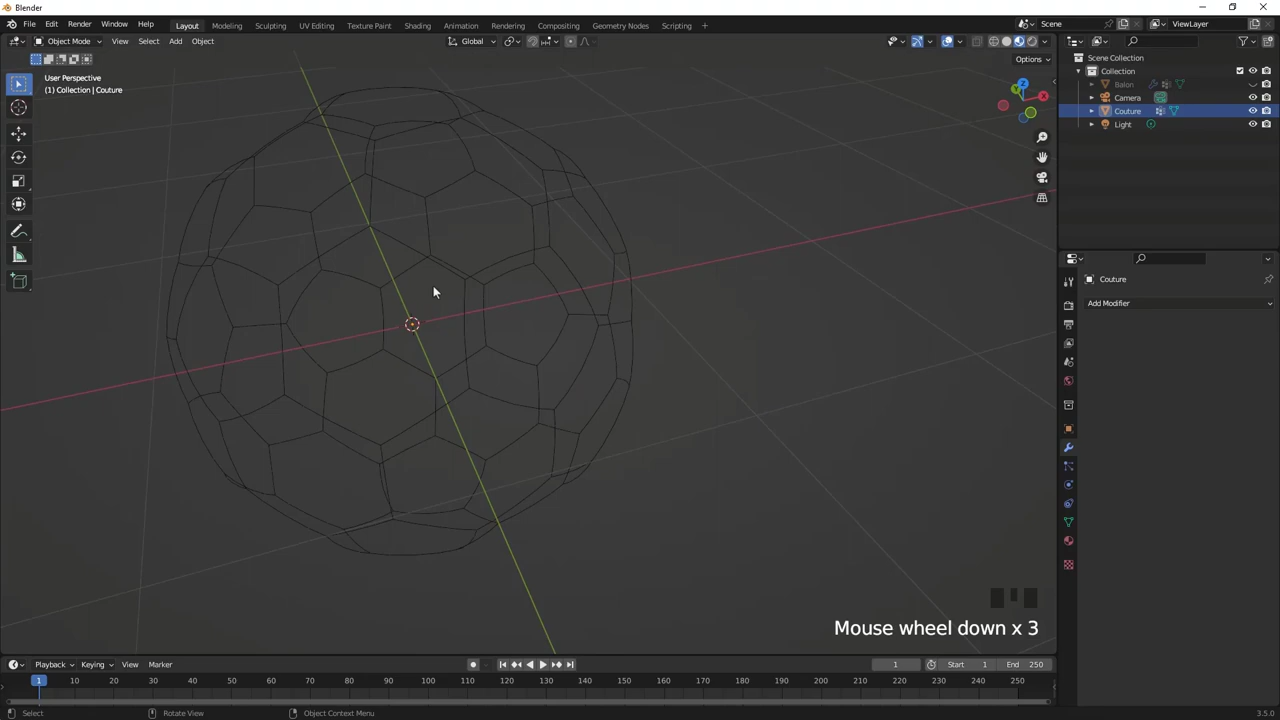 Blender
File Edit Render Window Help Layout Modeling Sculpting UV Editing Texture Paint Shading Animation Rendering Compositing Geometry Nodes Scripting + Scene ViewLayer
Object Mode View Select Add Object Global
Options
User Perspective
(1) Collection | Couture
Scene Collection
Collection
Balon
Camera
Couture
Light
X
Y
Z
Couture
Add Modifier
Mouse wheel down x 3
Playback Keying View Marker 1 Start 1 End 250
1 10 20 30 40 50 60 70 80 90 100 110 120 130 140 150 160 170 180 190 200 210 220 230 240 250
Select Rotate View Object Context Menu 3.5.0